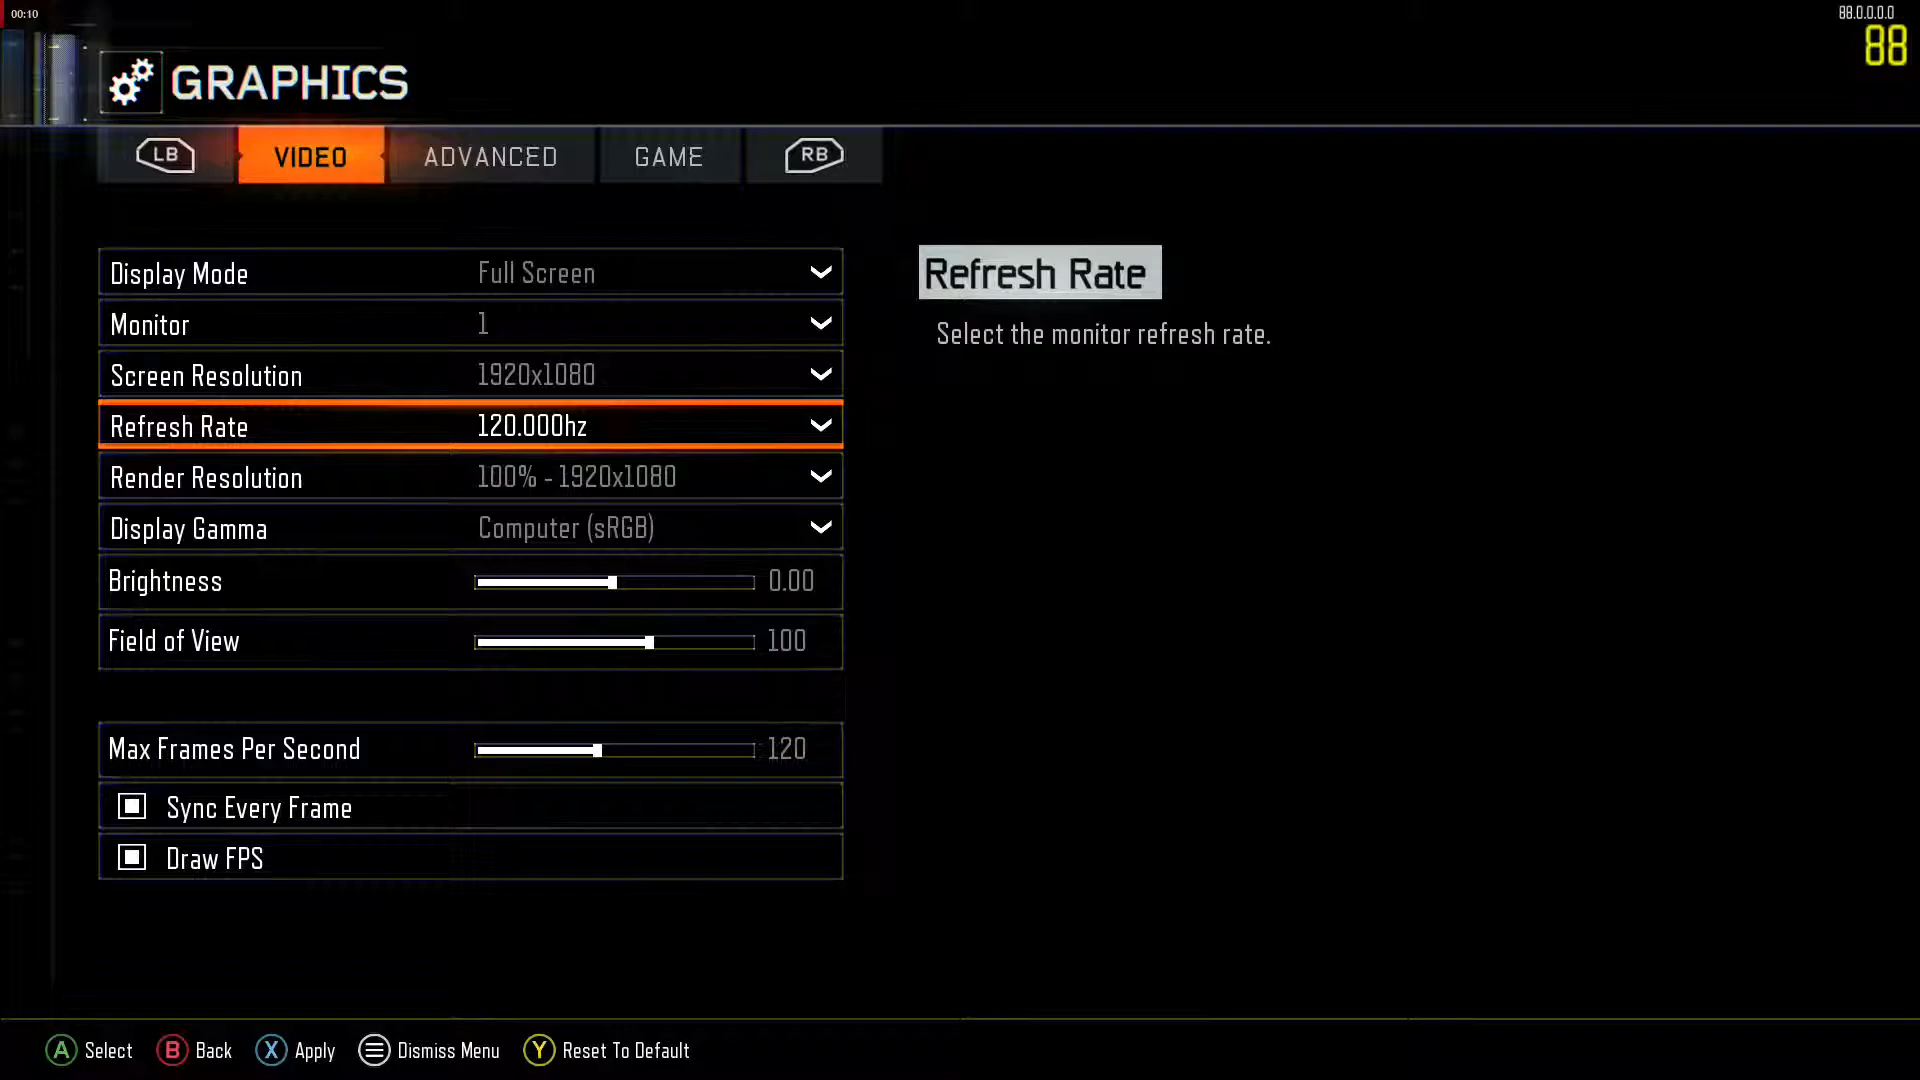 00:10
88.0.0.0.0
88
GRAPHICS
LB VIDEO ADVANCED GAME RB
Display Mode Full Screen
Monitor 1
Screen Resolution 1920x1080
Refresh Rate 120.000hz
Render Resolution 100% - 1920x1080
Display Gamma Computer (sRGB)
Brightness 0.00
Field of View 100
Max Frames Per Second 120
Sync Every Frame
Draw FPS
Refresh Rate
Select the monitor refresh rate.
A Select B Back X Apply Dismiss Menu Y Reset To Default